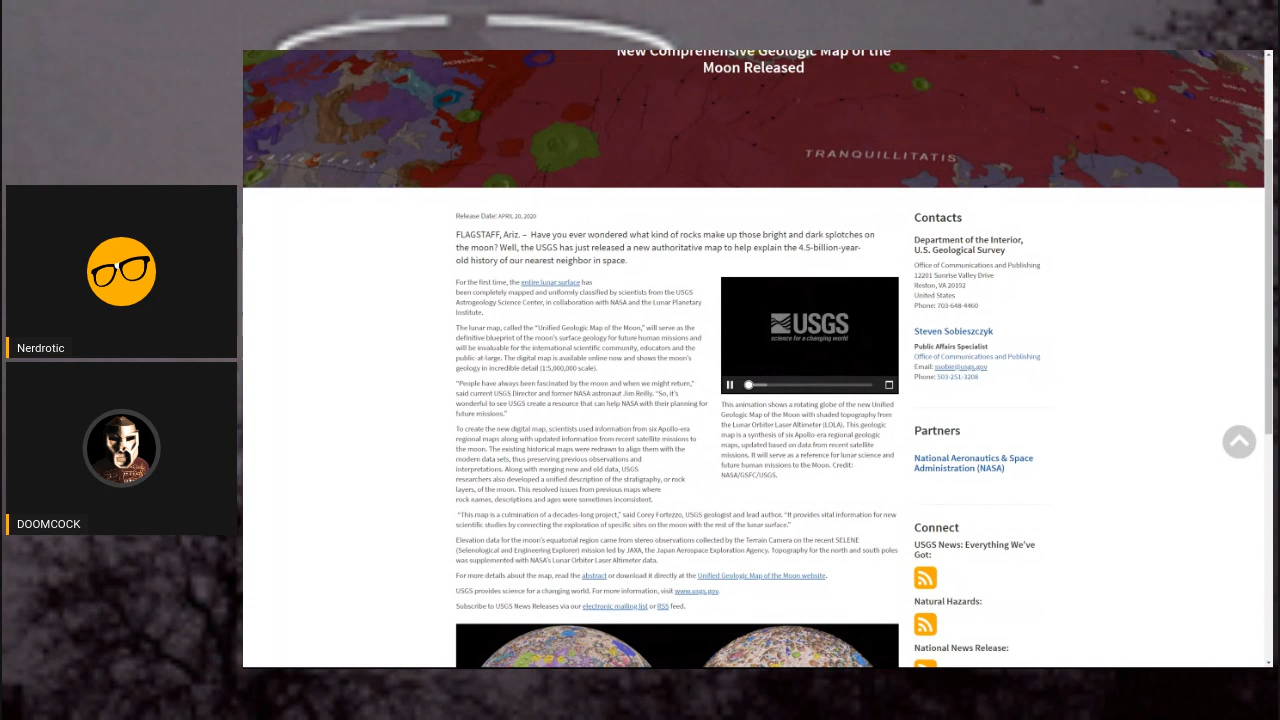 New Comprehensive Geologic Map of the
Moon Released
TRANQUILLITATIS
Nerdrotic
DOOMCOCK
Release Date: APRIL 20, 2020
FLAGSTAFF, Ariz. – Have you ever wondered what kind of rocks make up those bright and dark splotches on
the moon? Well, the USGS has just released a new authoritative map to help explain the 4.5-billion-year-
old history of our nearest neighbor in space.
For the first time, the entire lunar surface has
been completely mapped and uniformly classified by scientists from the USGS
Astrogeology Science Center, in collaboration with NASA and the Lunar Planetary
Institute.
The lunar map, called the “Unified Geologic Map of the Moon,” will serve as the
definitive blueprint of the moon's surface geology for future human missions and
will be invaluable for the international scientific community, educators and the
public-at-large. The digital map is available online now and shows the moon's
geology in incredible detail (1:5,000,000 scale).
“People have always been fascinated by the moon and when we might return,”
said current USGS Director and former NASA astronaut Jim Reilly. “So, it's
wonderful to see USGS create a resource that can help NASA with their planning for
future missions.”
To create the new digital map, scientists used information from six Apollo-era
regional maps along with updated information from recent satellite missions to
the moon. The existing historical maps were redrawn to align them with the
modern data sets, thus preserving previous observations and
interpretations. Along with merging new and old data, USGS
researchers also developed a unified description of the stratigraphy, or rock
layers, of the moon. This resolved issues from previous maps where
rock names, descriptions and ages were sometimes inconsistent.
USGS
science for a changing world
This animation shows a rotating globe of the new Unified
Geologic Map of the Moon with shaded topography from
the Lunar Orbiter Laser Altimeter (LOLA). This geologic
map is a synthesis of six Apollo-era regional geologic
maps, updated based on data from recent satellite
missions. It will serve as a reference for lunar science and
future human missions to the Moon. Credit:
NASA/GSFC/USGS.
“This map is a culmination of a decades-long project,” said Corey Fortezzo, USGS geologist and lead author. “It provides vital information for new
scientific studies by connecting the exploration of specific sites on the moon with the rest of the lunar surface.”
Elevation data for the moon's equatorial region came from stereo observations collected by the Terrain Camera on the recent SELENE
(Selenological and Engineering Explorer) mission led by JAXA, the Japan Aerospace Exploration Agency. Topography for the north and south poles
was supplemented with NASA's Lunar Orbiter Laser Altimeter data.
For more details about the map, read the abstract or download it directly at the Unified Geologic Map of the Moon website.
USGS provides science for a changing world. For more information, visit www.usgs.gov.
Subscribe to USGS News Releases via our electronic mailing list or RSS feed.
Contacts
Department of the Interior,
U.S. Geological Survey
Office of Communications and Publishing
12201 Sunrise Valley Drive
Reston, VA 20192
United States
Phone: 703-648-4460
Steven Sobieszczyk
Public Affairs Specialist
Office of Communications and Publishing
Email: ssobie@usgs.gov
Phone: 503-251-3208
Partners
National Aeronautics & Space
Administration (NASA)
Connect
USGS News: Everything We've
Got:
Natural Hazards:
National News Release: